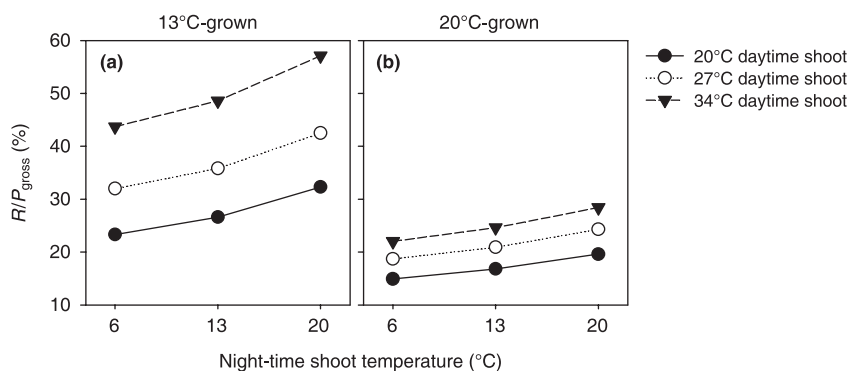 13°C-grown
20°C-grown
60
50
40
30
20
10
R/Pgross (%)
(a)
(b)
20°C daytime shoot
27°C daytime shoot
34°C daytime shoot
6
13
20
6
13
20
Night-time shoot temperature (°C)